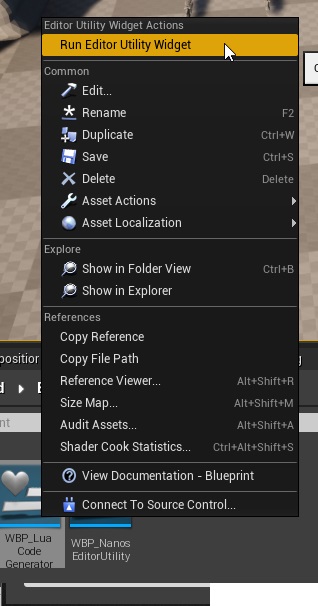 Editor Utility Widget Actions
Run Editor Utility Widget
Common
Edit...
Rename F2
Duplicate Ctrl+W
Save Ctrl+S
Delete Delete
Asset Actions
Asset Localization
Explore
Show in Folder View Ctrl+B
Show in Explorer
References
Copy Reference
Copy File Path
Reference Viewer... Alt+Shift+R
Size Map... Alt+Shift+M
Audit Assets... Alt+Shift+A
Shader Cook Statistics... Ctrl+Alt+Shift+S
View Documentation - Blueprint
Connect To Source Control...
WBP_Lua
Code
Generator
WBP_Nanos
EditorUtility